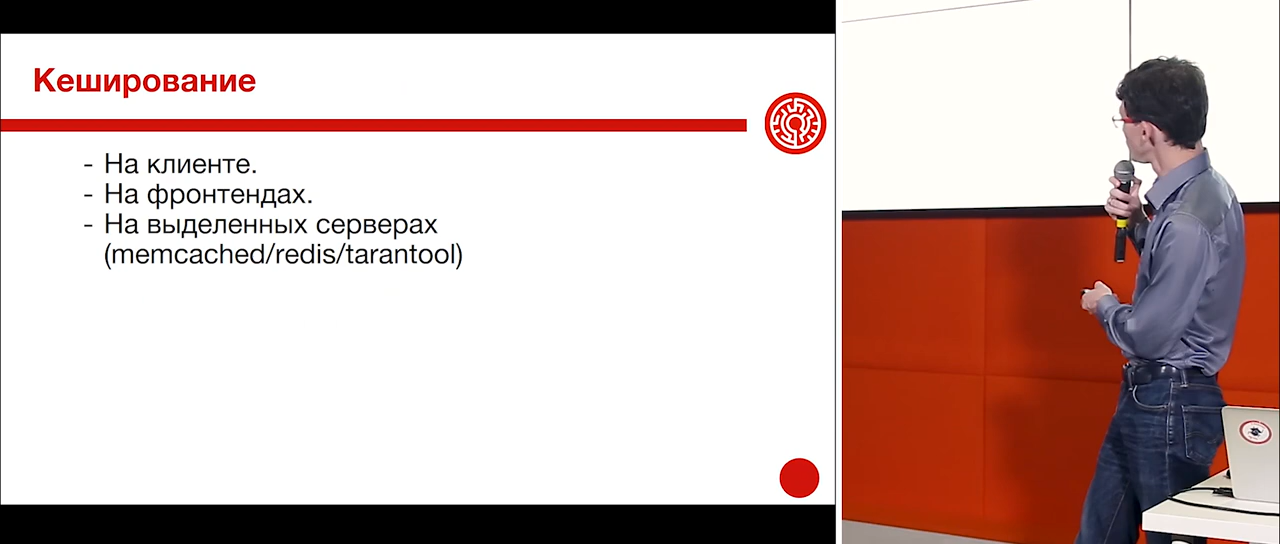 Кеширование
- На клиенте.
- На фронтендах.
- На выделенных серверах
(memcached/redis/tarantool)